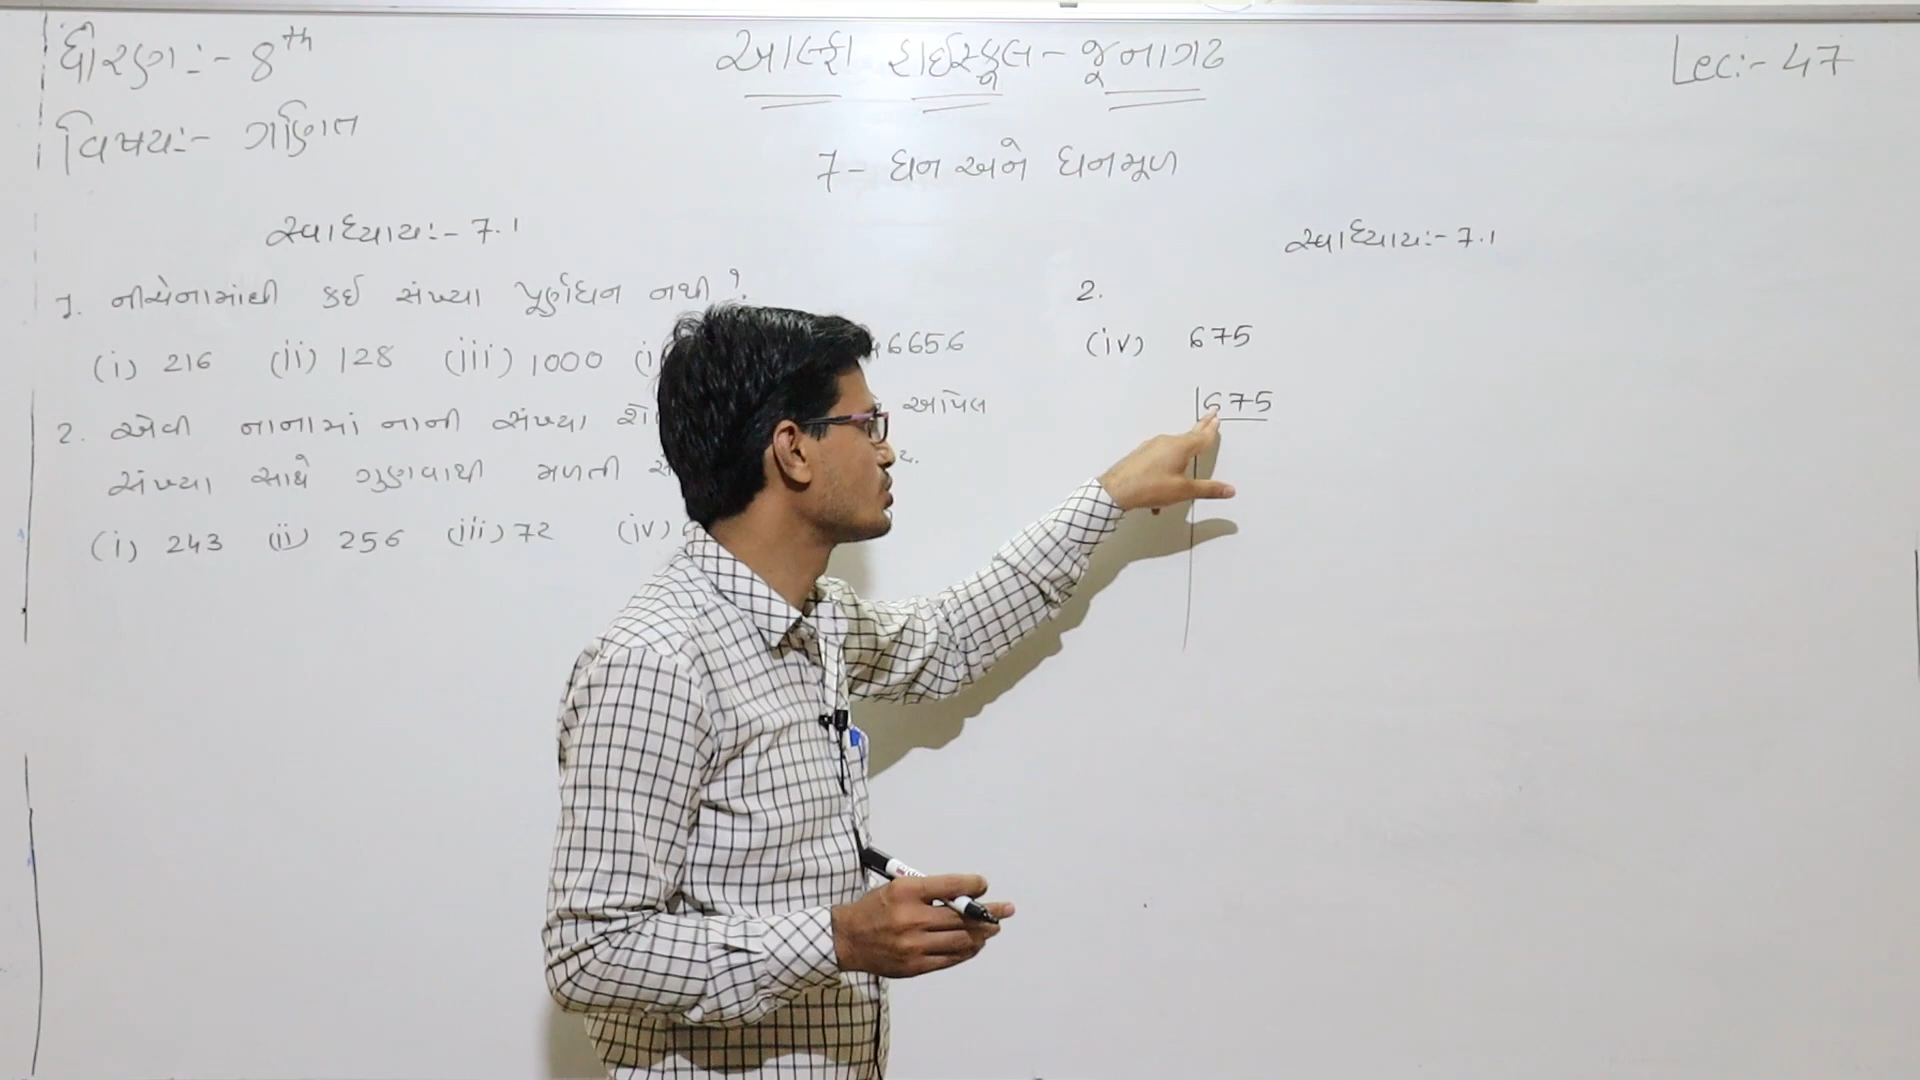 ધોરણ:- 8th
વિષય:- ગણિત
આલ્ફા હાઇસ્કૂલ - જૂનાગઢ
Lec:- 47
7- ઘન અને ઘનમૂળ
સ્વાધ્યાય:- 7.1
1. નીચેનામાંથી કઈ સંખ્યા પૂર્ણઘન નથી ?
(i) 216 (ii) 128 (iii) 1000 6656
2. એવી નાનામાં નાની સંખ્યા આપેલ
સંખ્યા સાથે ગુણવાથી મળતી
(i) 243 (ii) 256 (iii) 72 (iv)
સ્વાધ્યાય:- 7.1
2.
(iv) 675
675